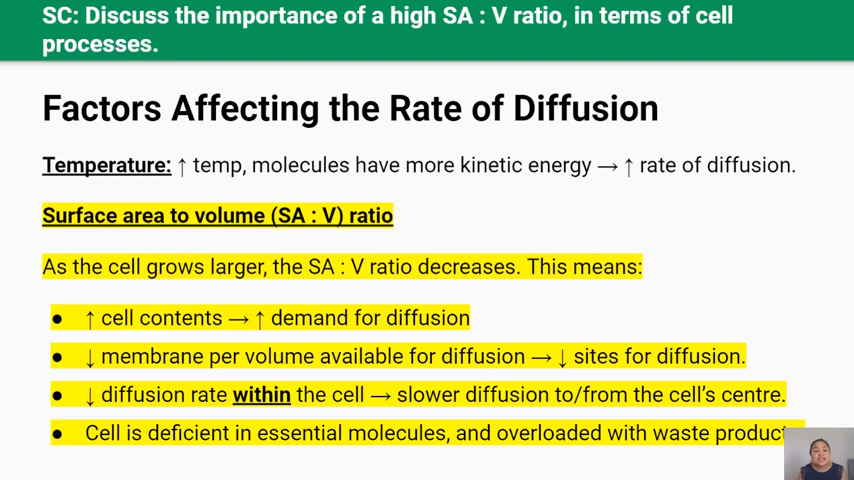 SC: Discuss the importance of a high SA : V ratio, in terms of cell
processes.
Factors Affecting the Rate of Diffusion
Temperature: ↑ temp, molecules have more kinetic energy → ↑ rate of diffusion.
Surface area to volume (SA : V) ratio
As the cell grows larger, the SA : V ratio decreases. This means:
● ↑ cell contents → ↑ demand for diffusion
● ↓ membrane per volume available for diffusion → ↓ sites for diffusion.
● ↓ diffusion rate within the cell → slower diffusion to/from the cell's centre.
● Cell is deficient in essential molecules, and overloaded with waste product